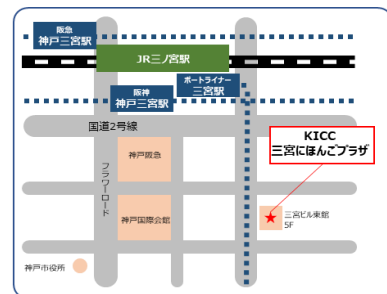 阪急
神戸三宮駅
JR三ノ宮駅
ポートライナー
三宮駅
阪神
神戸三宮駅
国道2号線
KICC
三宮にほんごプラザ
フラワーロード
神戸阪急
神戸国際会館
三宮ビル東館
5F
神戸市役所